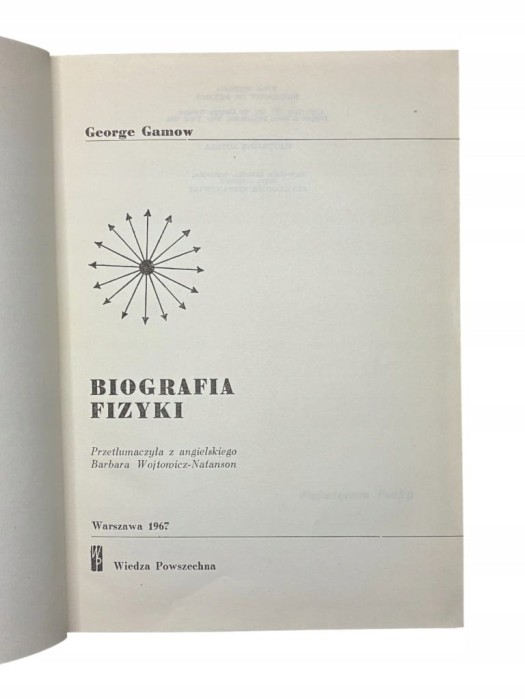 George Gamow
BIOGRAFIA
FIZYKI
Przetłumaczyła z angielskiego
Barbara Wojtowicz-Natanson
Warszawa 1967
Wiedza Powszechna